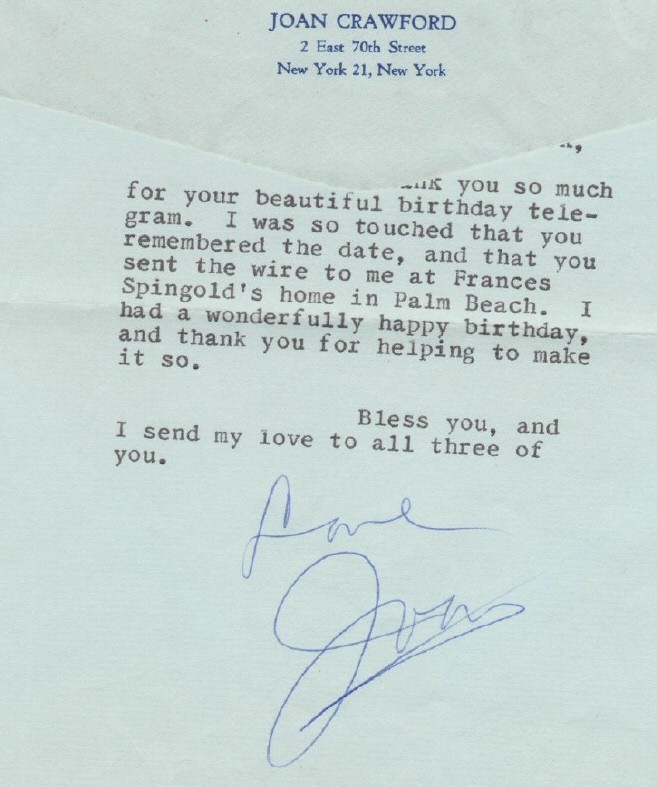 JOAN CRAWFORD
2 East 70th Street
New York 21, New York
you so much
for your beautiful birthday tele-
gram. I was so touched that you
remembered the date, and that you
sent the wire to me at Frances
Spingold's home in Palm Beach. I
had a wonderfully happy birthday,
and thank you for helping to make
it so.
Bless you, and
I send my love to all three of
you.
Love
Joan